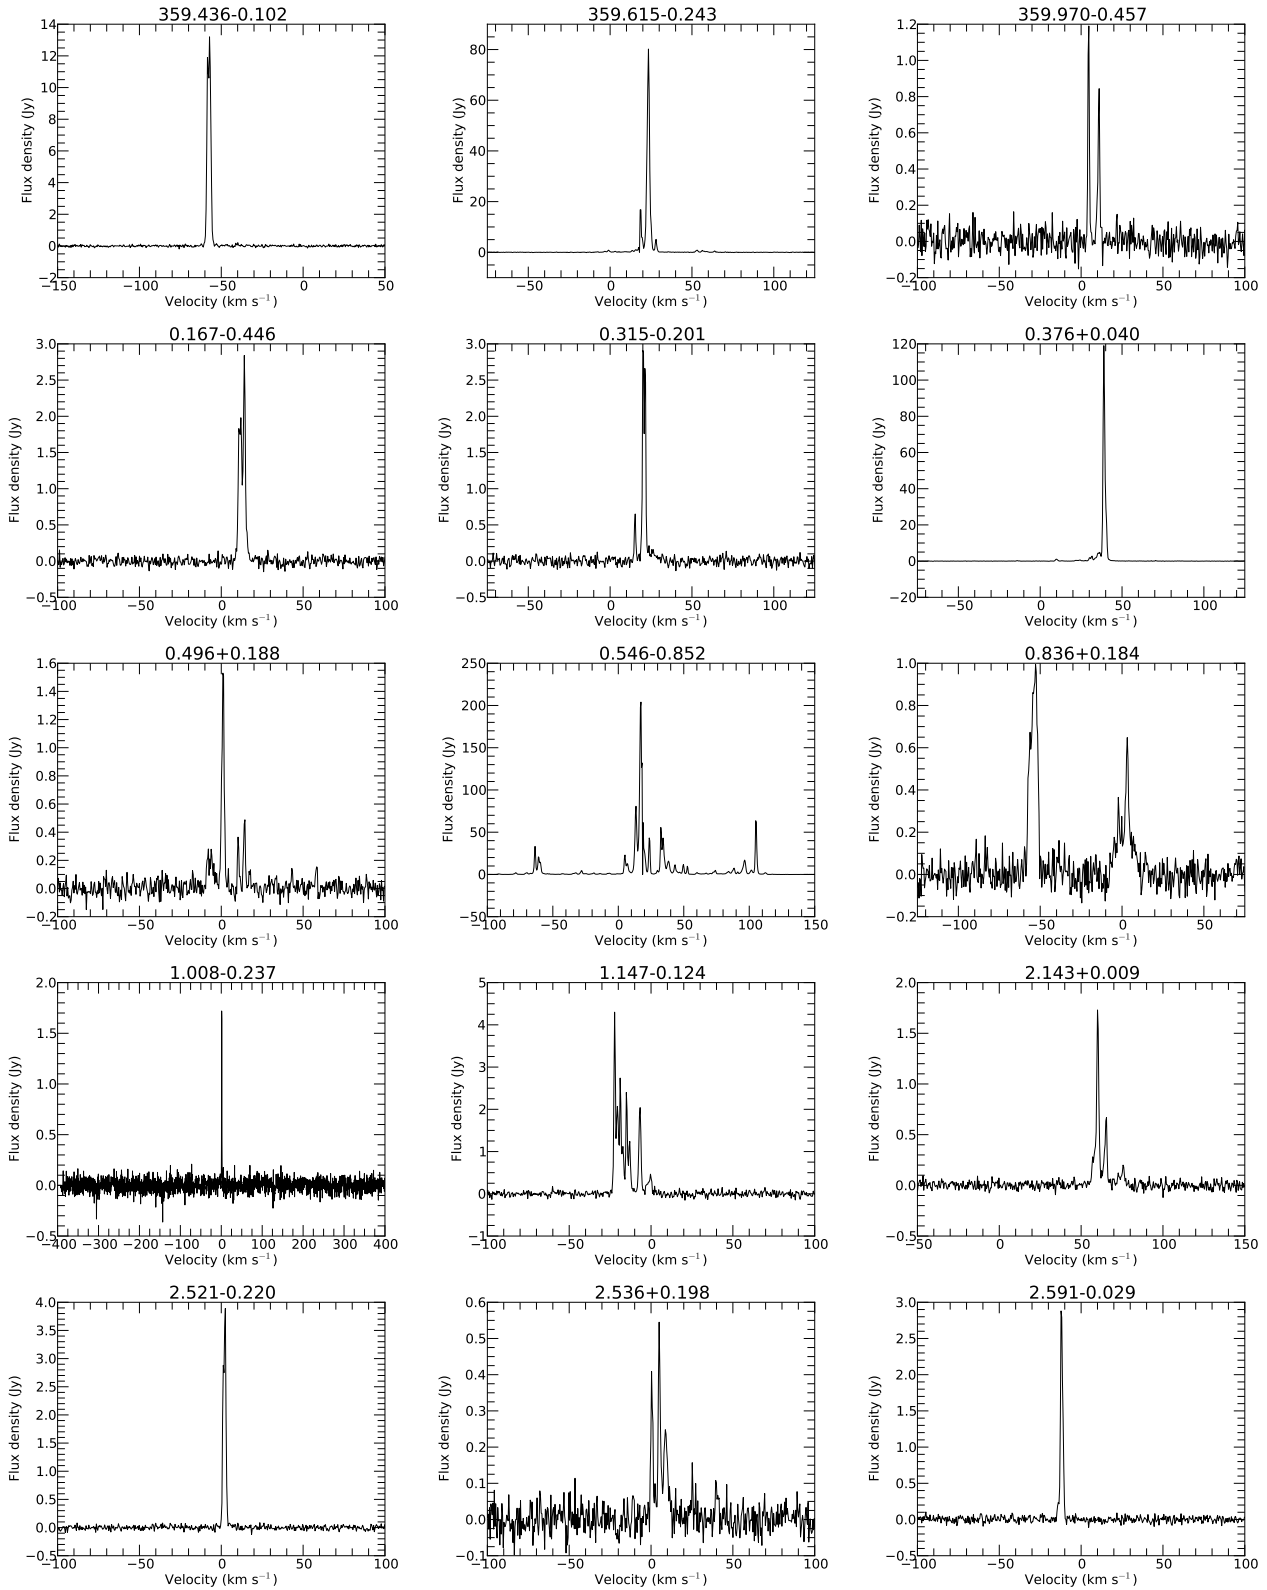 359.436-0.102 359.615-0.243 359.970-0.457
14 12 10 8 6 4 2 0 −2
Flux density (Jy)
−150 −100 −50 0 50
Velocity (km s−1)
80 60 40 20 0
Flux density (Jy)
−50 0 50 100
Velocity (km s−1)
1.2 1.0 0.8 0.6 0.4 0.2 0.0 −0.2
Flux density (Jy)
−100 −50 0 50 100
Velocity (km s−1)
0.167-0.446 0.315-0.201 0.376+0.040
3.0 2.5 2.0 1.5 1.0 0.5 0.0 −0.5
Flux density (Jy)
−100 −50 0 50 100
Velocity (km s−1)
3.0 2.5 2.0 1.5 1.0 0.5 0.0 −0.5
Flux density (Jy)
−50 0 50 100
Velocity (km s−1)
120 100 80 60 40 20 0 −20
Flux density (Jy)
−50 0 50 100
Velocity (km s−1)
0.496+0.188 0.546-0.852 0.836+0.184
1.6 1.4 1.2 1.0 0.8 0.6 0.4 0.2 0.0 −0.2
Flux density (Jy)
−100 −50 0 50 100
Velocity (km s−1)
250 200 150 100 50 0 −50
Flux density (Jy)
−100 −50 0 50 100 150
Velocity (km s−1)
1.0 0.8 0.6 0.4 0.2 0.0 −0.2
Flux density (Jy)
−100 −50 0 50
Velocity (km s−1)
1.008-0.237 1.147-0.124 2.143+0.009
2.0 1.5 1.0 0.5 0.0 −0.5
Flux density (Jy)
−400 −300 −200 −100 0 100 200 300 400
Velocity (km s−1)
5 4 3 2 1 0 −1
Flux density (Jy)
−100 −50 0 50 100
Velocity (km s−1)
2.0 1.5 1.0 0.5 0.0 −0.5
Flux density (Jy)
−50 0 50 100 150
Velocity (km s−1)
2.521-0.220 2.536+0.198 2.591-0.029
4.0 3.5 3.0 2.5 2.0 1.5 1.0 0.5 0.0 −0.5
Flux density (Jy)
−100 −50 0 50 100
Velocity (km s−1)
0.6 0.5 0.4 0.3 0.2 0.1 0.0 −0.1
Flux density (Jy)
−100 −50 0 50 100
Velocity (km s−1)
3.0 2.5 2.0 1.5 1.0 0.5 0.0 −0.5
Flux density (Jy)
−100 −50 0 50 100
Velocity (km s−1)